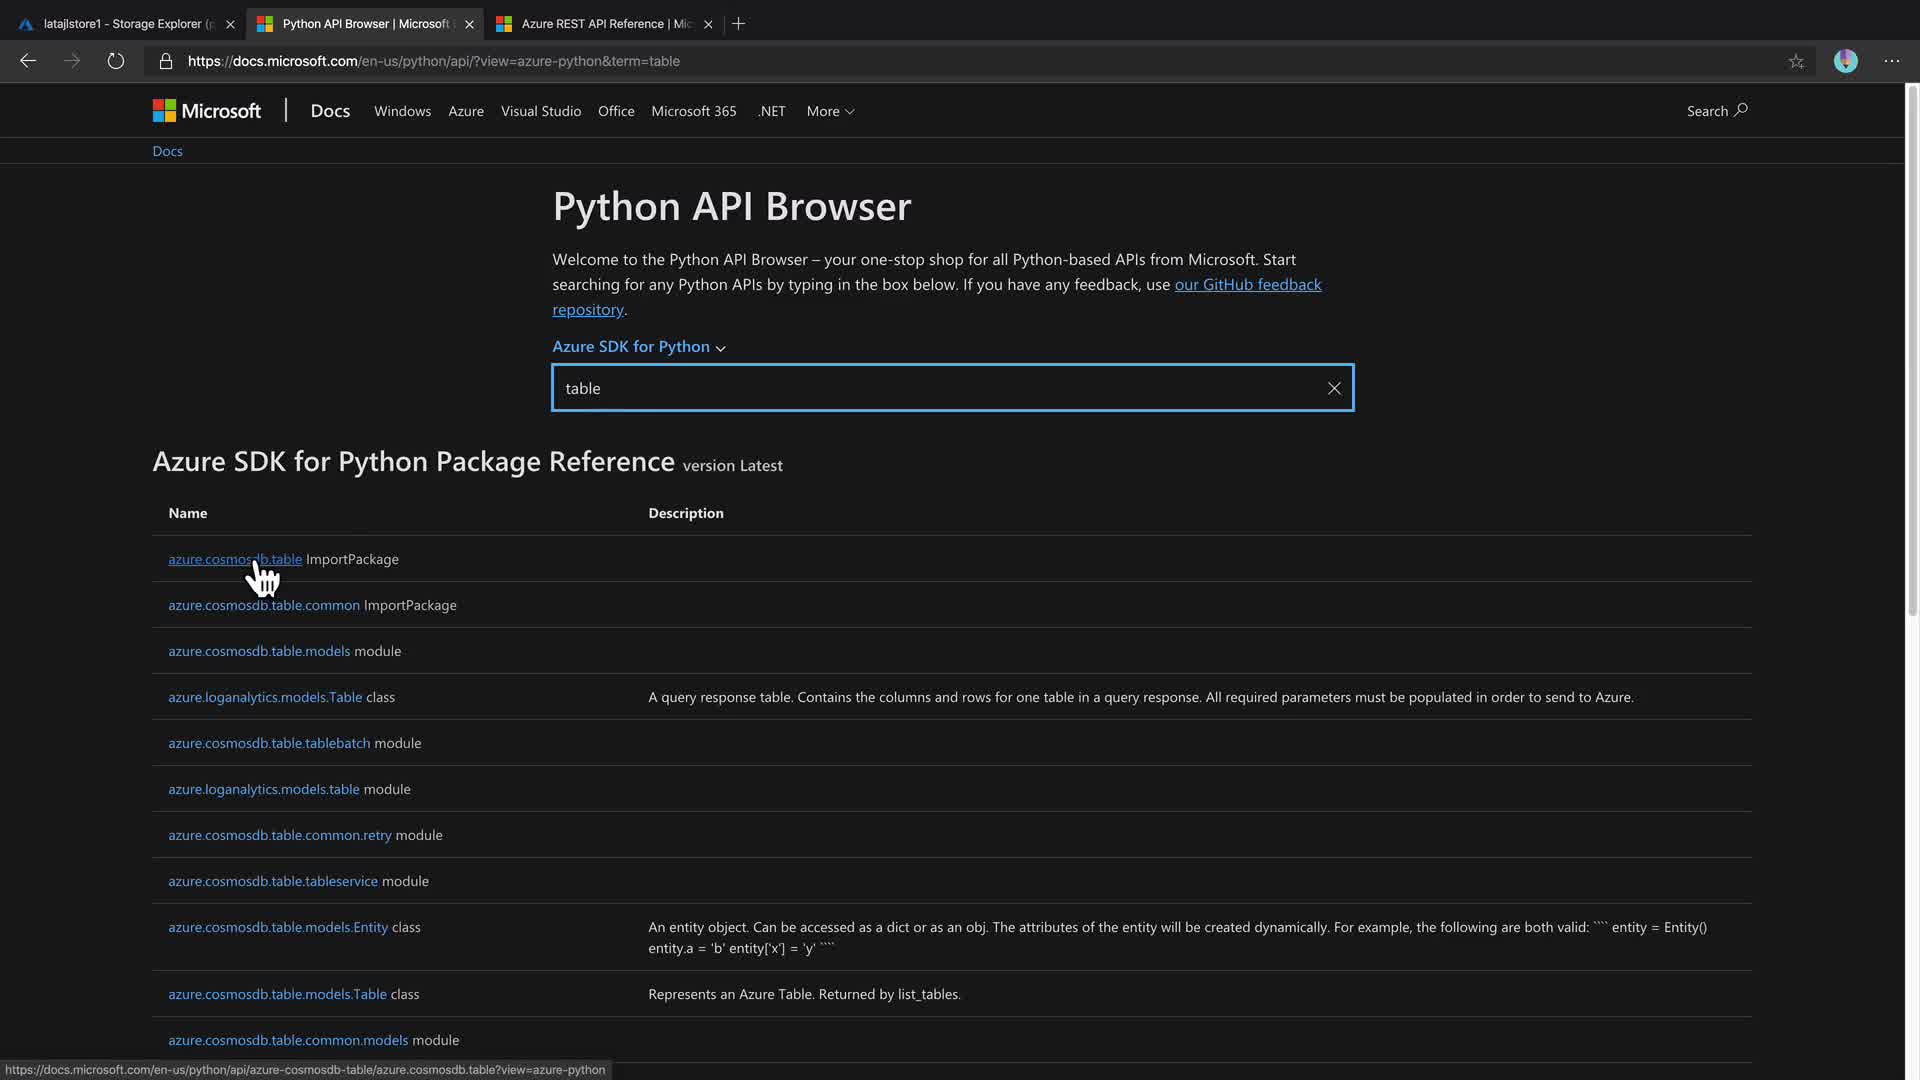 latajlstore1 - Storage Explorer (p
Python API Browser | Microsoft
Azure REST API Reference | Mic
https://docs.microsoft.com/en-us/python/api/?view=azure-python&term=table
Microsoft | Docs Windows Azure Visual Studio Office Microsoft 365 .NET More Search
Docs
Python API Browser
Welcome to the Python API Browser – your one-stop shop for all Python-based APIs from Microsoft. Start
searching for any Python APIs by typing in the box below. If you have any feedback, use our GitHub feedback
repository.
Azure SDK for Python
table
Azure SDK for Python Package Reference version Latest
Name Description
azure.cosmosdb.table ImportPackage
azure.cosmosdb.table.common ImportPackage
azure.cosmosdb.table.models module
azure.loganalytics.models.Table class A query response table. Contains the columns and rows for one table in a query response. All required parameters must be populated in order to send to Azure.
azure.cosmosdb.table.tablebatch module
azure.loganalytics.models.table module
azure.cosmosdb.table.common.retry module
azure.cosmosdb.table.tableservice module
azure.cosmosdb.table.models.Entity class An entity object. Can be accessed as a dict or as an obj. The attributes of the entity will be created dynamically. For example, the following are both valid: ```` entity = Entity()
entity.a = 'b' entity['x'] = 'y' ````
azure.cosmosdb.table.models.Table class Represents an Azure Table. Returned by list_tables.
azure.cosmosdb.table.common.models module
https://docs.microsoft.com/en-us/python/api/azure-cosmosdb-table/azure.cosmosdb.table?view=azure-python